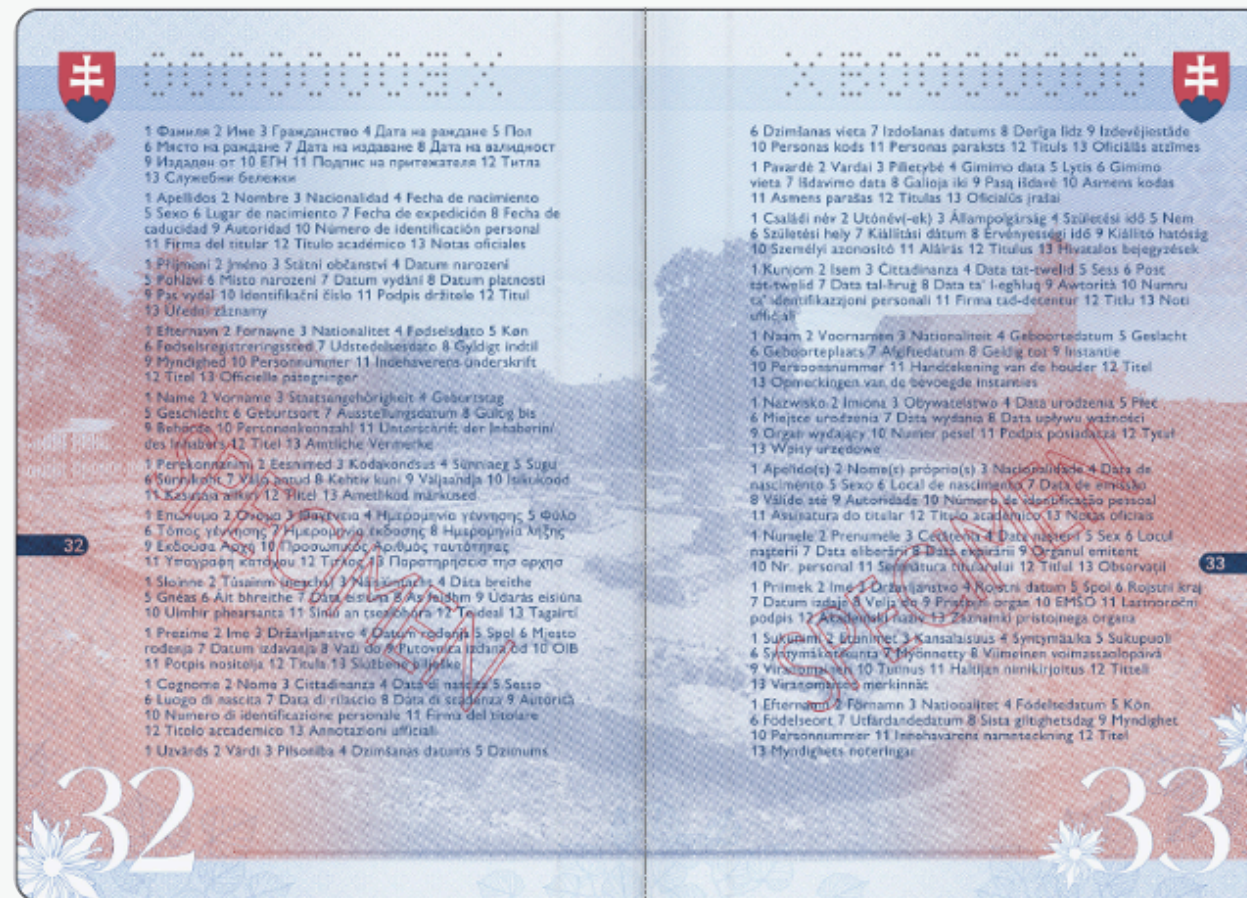 1 Фамиля 2 Име 3 Гражданство 4 Дата на раждане 5 Пол
6 Място на раждане 7 Дата на издаване 8 Дата на валидност
9 Издаден от 10 ЕГН 11 Подпис на притежателя 12 Титла
13 Служебни бележки
1 Apellidos 2 Nombre 3 Nacionalidad 4 Fecha de nacimiento
5 Sexo 6 Lugar de nacimiento 7 Fecha de expedición 8 Fecha de
caducidad 9 Autoridad 10 Número de identificación personal
11 Firma del titular 12 Titulo académico 13 Notas oficiales
1 Příjmení 2 Jméno 3 Státní občanství 4 Datum narození
5 Pohlaví 6 Místo narození 7 Datum vydání 8 Datum platnosti
9 Pas vydal 10 Identifikační číslo 11 Podpis držitele 12 Titul
13 Úřední záznamy
1 Efternavn 2 Fornavne 3 Nationalitet 4 Fødselsdato 5 Køn
6 Fødselsregistreringssted 7 Udstedelsesdato 8 Gyldigt indtil
9 Myndighed 10 Personnummer 11 Indehaverens underskrift
12 Titel 13 Officielle påtegninger
1 Name 2 Vorname 3 Staatsangehörigkeit 4 Geburtstag
5 Geschlecht 6 Geburtsort 7 Ausstellungsdatum 8 Gültig bis
9 Behörde 10 Personenkennzahl 11 Unterschrift der Inhaberin/
des Inhabers 12 Titel 13 Amtliche Vermerke
1 Perekonnanimi 2 Eesnimed 3 Kodakondsus 4 Sünniaeg 5 Sugu
6 Sünnikoht 7 Välja antud 8 Kehtiv kuni 9 Väljaandja 10 Isikukood
11 Kasutaja allkiri 12 Tiitel 13 Ametlikud märkused
1 Επώνυμο 2 Όνομα 3 Ιθαγένεια 4 Ημερομηνία γέννησης 5 Φύλο
6 Τόπος γέννησης 7 Ημερομηνία έκδοσης 8 Ημερομηνία λήξης
9 Εκδούσα Αρχή 10 Προσωπικός Αριθμός ταυτότητας
11 Υπογραφή κατόχου 12 Τίτλος 13 Παρατηρήσεισ τησ αρχησ
1 Sloinne 2 Túsainm 3 Náisiúntacht 4 Dáta breithe
5 Gnéas 6 Áit bhreithe 7 Dáta eisiúna 8 As feidhm 9 Údarás eisiúna
10 Uimhir phearsanta 11 Síniú an tsealbhóra 12 Teideal 13 Tagairtí
1 Prezime 2 Ime 3 Državljanstvo 4 Datum rođenja 5 Spol 6 Mjesto
rođenja 7 Datum izdavanja 8 Važi do 9 Putovnica izdana od 10 OIB
11 Potpis nositelja 12 Titula 13 Službene bilješke
1 Cognome 2 Nome 3 Cittadinanza 4 Data di nascita 5 Sesso
6 Luogo di nascita 7 Data di rilascio 8 Data di scadenza 9 Autorità
10 Numero di identificazione personale 11 Firma del titolare
12 Titolo accademico 13 Annotazioni ufficiali
1 Uzvārds 2 Vārdi 3 Pilsonība 4 Dzimšanas datums 5 Dzimums
32
32
SPECIMEN
X B0000000
6 Dzimšanas vieta 7 Izdošanas datums 8 Derīga līdz 9 Izdevējiestāde
10 Personas kods 11 Personas paraksts 12 Tituls 13 Oficiālās atzīmes
1 Pavardė 2 Vardai 3 Pilietybė 4 Gimimo data 5 Lytis 6 Gimimo
vieta 7 Išdavimo data 8 Galioja iki 9 Pasą išdavė 10 Asmens kodas
11 Asmens parašas 12 Titulas 13 Oficialūs įrašai
1 Családi név 2 Utónév(-ek) 3 Állampolgárság 4 Születési idő 5 Nem
6 Születési hely 7 Kiállítási dátum 8 Érvényességi idő 9 Kiállító hatóság
10 Személyi azonosító 11 Aláírás 12 Titulus 13 Hivatalos bejegyzések
1 Kunjom 2 Isem 3 Cittadinanza 4 Data tat-twelid 5 Sess 6 Post
tat-twelid 7 Data tal-ħruġ 8 Data ta' l-egħluq 9 Awtorità 10 Numru
ta' identifikazzjoni personali 11 Firma tad-detentur 12 Titlu 13 Noti
uffiċjali
1 Naam 2 Voornamen 3 Nationaliteit 4 Geboortedatum 5 Geslacht
6 Geboorteplaats 7 Afgiftedatum 8 Geldig tot 9 Instantie
10 Persoonsnummer 11 Handtekening van de houder 12 Titel
13 Opmerkingen van de bevoegde instanties
1 Nazwisko 2 Imiona 3 Obywatelstwo 4 Data urodzenia 5 Płeć
6 Miejsce urodzenia 7 Data wydania 8 Data upływu ważności
9 Organ wydający 10 Numer pesel 11 Podpis posiadacza 12 Tytuł
13 Wpisy urzędowe
1 Apelido(s) 2 Nome(s) próprio(s) 3 Nacionalidade 4 Data de
nascimento 5 Sexo 6 Local de nascimento 7 Data de emissão
8 Válido até 9 Autoridade 10 Número de identificação pessoal
11 Assinatura do titular 12 Titulo academico 13 Notas oficiais
1 Numele 2 Prenumele 3 Cetățenia 4 Data nașterii 5 Sex 6 Locul
nașterii 7 Data eliberării 8 Data expirării 9 Organul emitent
10 Nr. personal 11 Semnătura titularului 12 Titlul 13 Observații
1 Priimek 2 Ime 3 Državljanstvo 4 Rojstni datum 5 Spol 6 Rojstni kraj
7 Datum izdaje 8 Velja do 9 Pristojni organ 10 EMŠO 11 Lastnoročni
podpis 12 Akademski naziv 13 Zaznamki pristojnega organa
1 Sukunimi 2 Etunimet 3 Kansalaisuus 4 Syntymäaika 5 Sukupuoli
6 Syntymäkotikunta 7 Myönnetty 8 Viimeinen voimassaolopäivä
9 Viranomainen 10 Tunnus 11 Haltijan nimikirjoitus 12 Titteli
13 Viranomaisen merkinnät
1 Efternamn 2 Förnamn 3 Nationalitet 4 Födelsedatum 5 Kön
6 Födelseort 7 Utfärdandedatum 8 Sista giltighetsdag 9 Myndighet
10 Personnummer 11 Innehavarens namnteckning 12 Titel
13 Myndighets noteringar
33
33
SPECIMEN